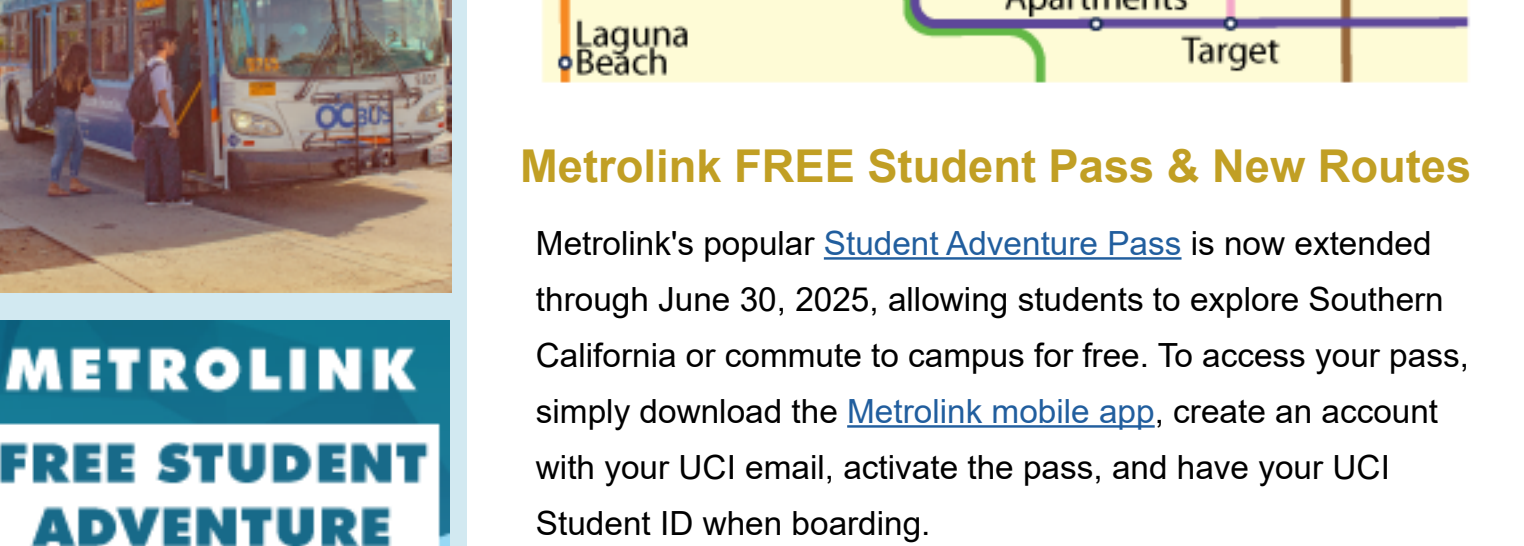 OC BUS
METROLINK
FREE STUDENT
ADVENTURE
Laguna
Beach
Apartments
Target
Metrolink FREE Student Pass & New Routes
Metrolink's popular Student Adventure Pass is now extended
through June 30, 2025, allowing students to explore Southern
California or commute to campus for free. To access your pass,
simply download the Metrolink mobile app, create an account
with your UCI email, activate the pass, and have your UCI
Student ID when boarding.